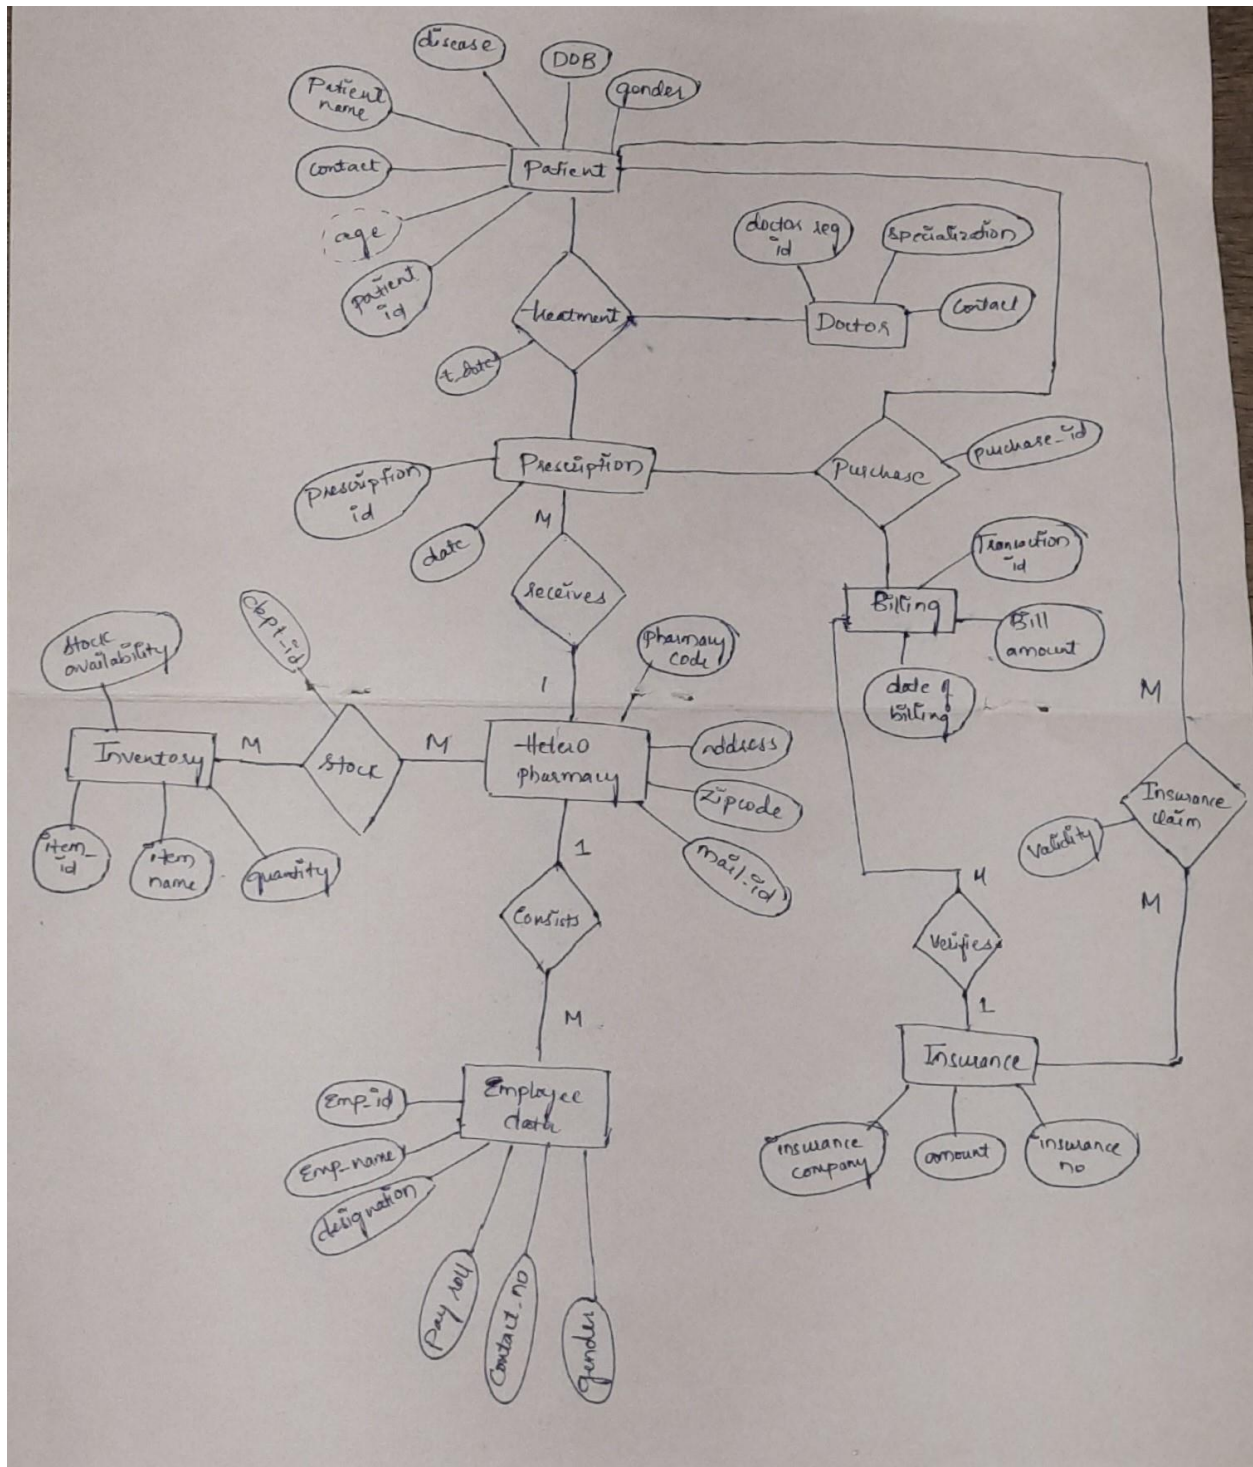 disease
DOB
gender
Patient
name
Contact
Patient
age
Patient
id
doctor reg
id
specialization
treatment
Doctor
Contact
t_date
Prescription
Purchase
purchase_id
Prescription
id
date
M
receives
Transaction
id
Billing
Bill
amount
date of
billing
dept_id
Stock
availability
pharmacy
code
1
M
Inventory
M
Stock
M
Hetero
pharmacy
address
zipcode
mail_id
item_
id
item
name
quantity
Insurance
claim
validity
1
Consists
M
M
M
Verifies
1
Insurance
Employee
data
Emp_id
Emp_name
designation
insurance
company
amount
insurance
no
Pay roll
Contact_no
gender